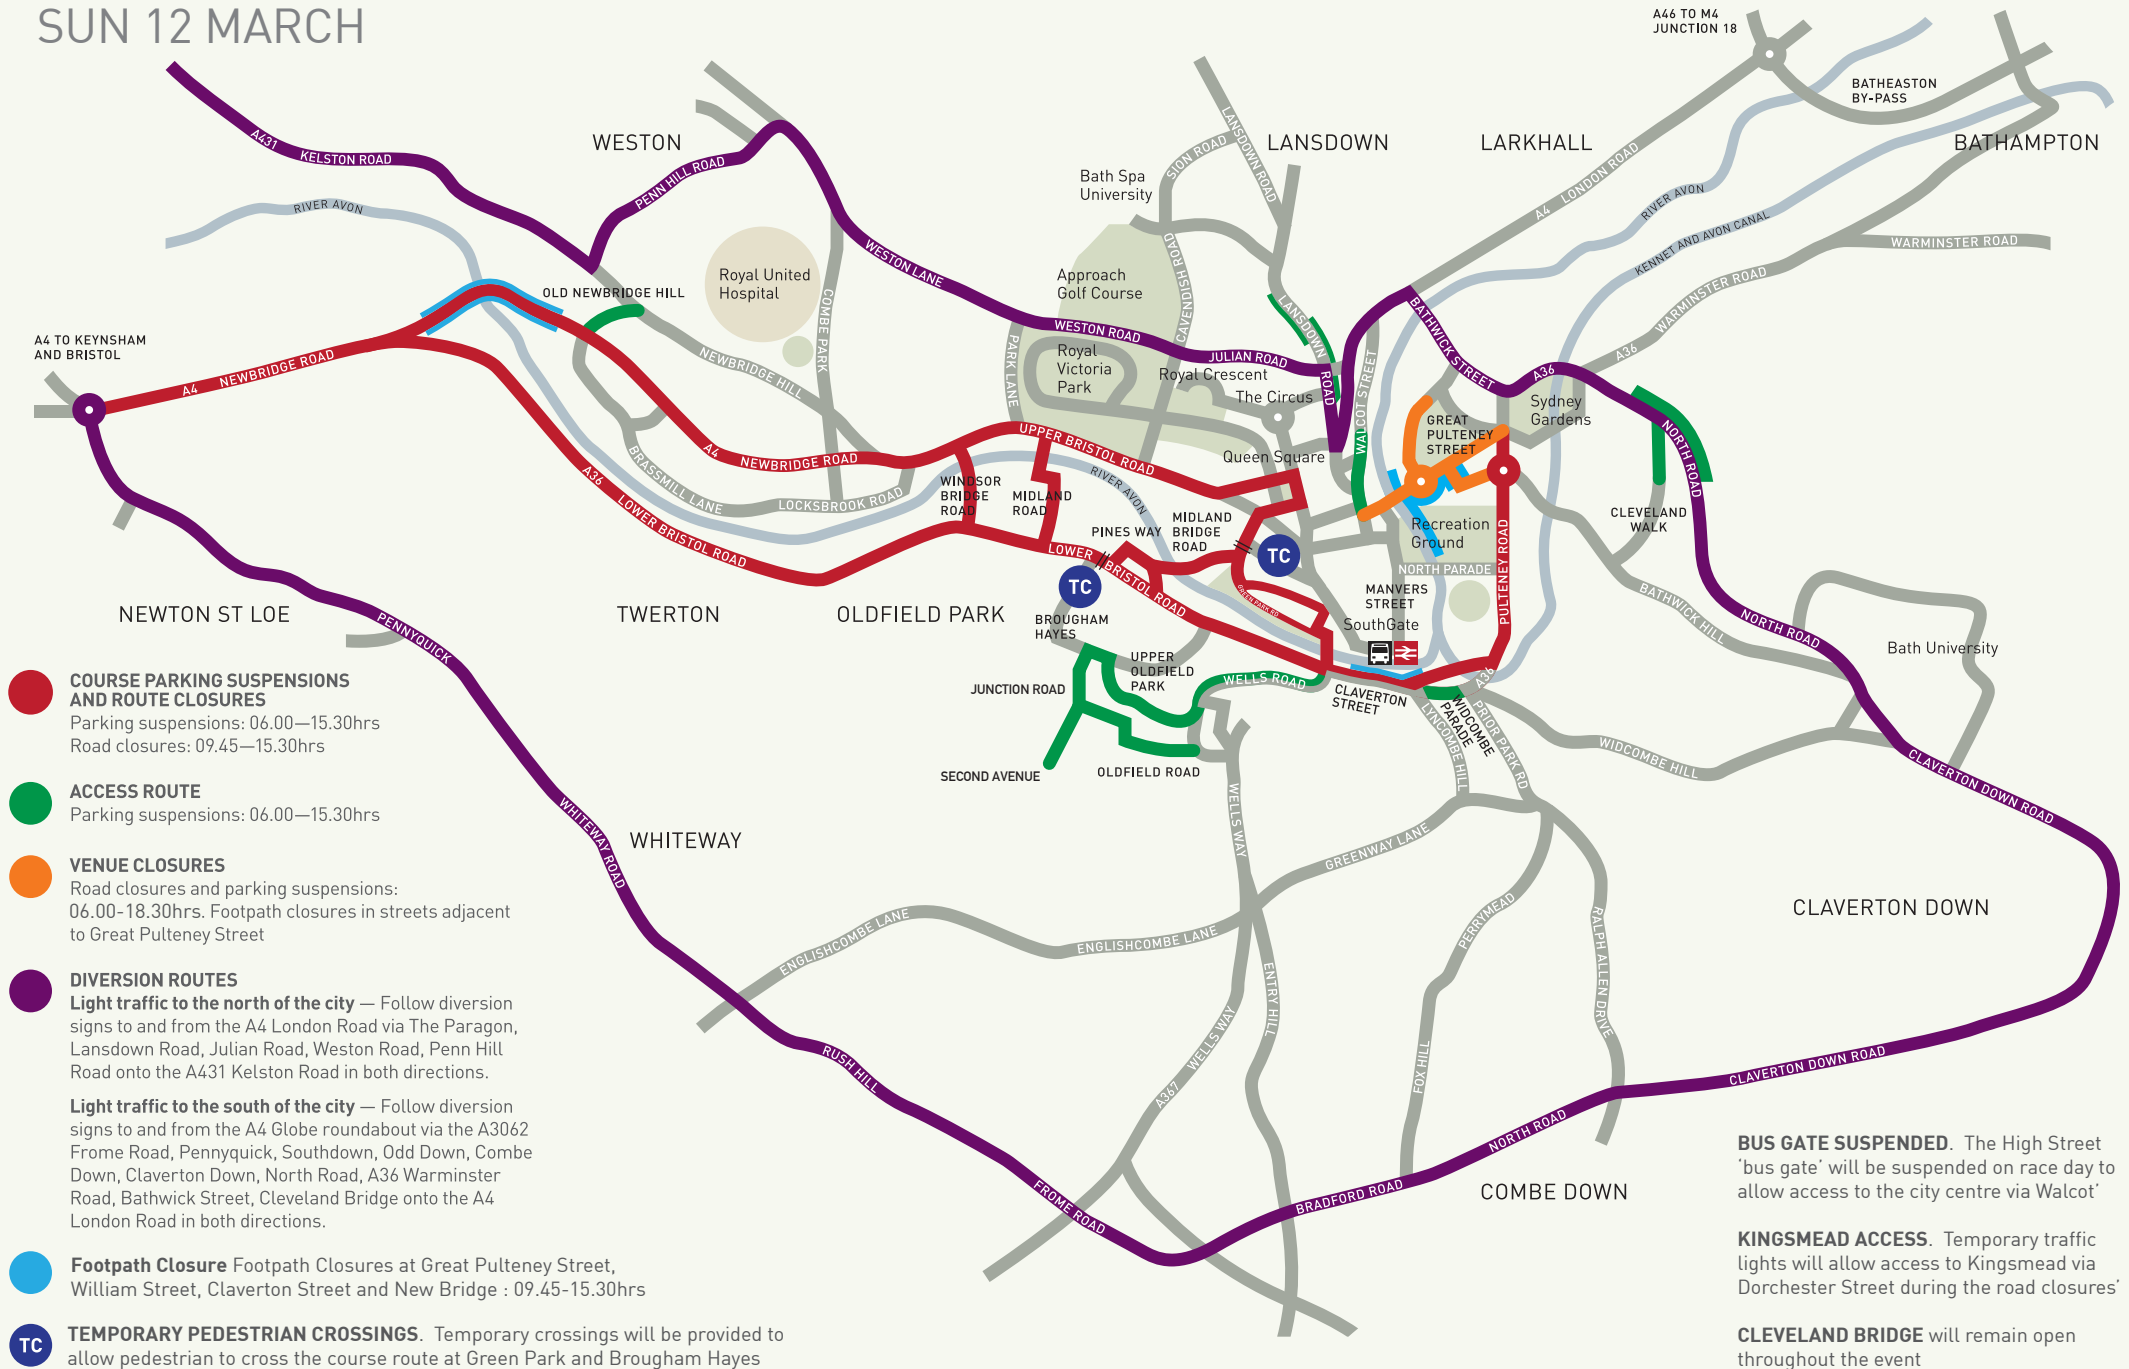 SUN 12 MARCH
A46 TO M4
JUNCTION 18
BATHEASTON
BY-PASS
WESTON
LANSDOWN
LARKHALL
BATHAMPTON
A431
KELSTON ROAD
PENN HILL ROAD
LANSDOWN ROAD
SION ROAD
A4
LONDON ROAD
Bath Spa
University
RIVER AVON
RIVER AVON
KENNET AND AVON CANAL
WARMINSTER ROAD
WARMINSTER ROAD
A36
WESTON LANE
CAVENDISH ROAD
Royal United
Hospital
Approach
Golf Course
OLD NEWBRIDGE HILL
COMBE PARK
LANSDOWN
ROAD
BATHWICK STREET
A4 TO KEYNSHAM
AND BRISTOL
A4
NEWBRIDGE ROAD
NEWBRIDGE HILL
PARK LANE
WESTON ROAD
Royal
Victoria
Park
JULIAN ROAD
Royal Crescent
The Circus
WALCOT STREET
A36
Sydney
Gardens
GREAT
PULTENEY
STREET
NORTH ROAD
A4
NEWBRIDGE ROAD
UPPER BRISTOL ROAD
Queen Square
BRASSMILL LANE
LOCKSBROOK ROAD
A36
LOWER BRISTOL ROAD
WINDSOR
BRIDGE
ROAD
MIDLAND
ROAD
RIVER AVON
PINES WAY
MIDLAND
BRIDGE
ROAD
Recreation
Ground
CLEVELAND
WALK
LOWER
BRISTOL ROAD
TC
TC
NORTH PARADE
PULTENEY ROAD
GREEN PARK RD
MANVERS
STREET
SouthGate
BATHWICK HILL
NORTH ROAD
Bath University
NEWTON ST LOE
TWERTON
OLDFIELD PARK
BROUGHAM
HAYES
PENNYQUICK
UPPER
OLDFIELD
PARK
JUNCTION ROAD
WELLS ROAD
CLAVERTON
STREET
A36
WIDCOMBE
PARADE
LYNCOMBE HILL
PRIOR PARK RD
WIDCOMBE HILL
SECOND AVENUE
OLDFIELD ROAD
CLAVERTON DOWN ROAD
WHITEWAY ROAD
WHITEWAY
WELLS WAY
GREENWAY LANE
ENGLISHCOMBE LANE
ENGLISHCOMBE LANE
PERRYMEAD
RALPH ALLEN DRIVE
CLAVERTON DOWN
ENTRY HILL
WELLS WAY
A367
FOX HILL
RUSH HILL
CLAVERTON DOWN ROAD
NORTH ROAD
FROME ROAD
BRADFORD ROAD
COMBE DOWN
COURSE PARKING SUSPENSIONS
AND ROUTE CLOSURES
Parking suspensions: 06.00—15.30hrs
Road closures: 09.45—15.30hrs
ACCESS ROUTE
Parking suspensions: 06.00—15.30hrs
VENUE CLOSURES
Road closures and parking suspensions:
06.00-18.30hrs. Footpath closures in streets adjacent
to Great Pulteney Street
DIVERSION ROUTES
Light traffic to the north of the city — Follow diversion
signs to and from the A4 London Road via The Paragon,
Lansdown Road, Julian Road, Weston Road, Penn Hill
Road onto the A431 Kelston Road in both directions.
Light traffic to the south of the city — Follow diversion
signs to and from the A4 Globe roundabout via the A3062
Frome Road, Pennyquick, Southdown, Odd Down, Combe
Down, Claverton Down, North Road, A36 Warminster
Road, Bathwick Street, Cleveland Bridge onto the A4
London Road in both directions.
Footpath Closure Footpath Closures at Great Pulteney Street,
William Street, Claverton Street and New Bridge : 09.45-15.30hrs
TC
TEMPORARY PEDESTRIAN CROSSINGS. Temporary crossings will be provided to
allow pedestrian to cross the course route at Green Park and Brougham Hayes
BUS GATE SUSPENDED. The High Street
'bus gate' will be suspended on race day to
allow access to the city centre via Walcot'
KINGSMEAD ACCESS. Temporary traffic
lights will allow access to Kingsmead via
Dorchester Street during the road closures'
CLEVELAND BRIDGE will remain open
throughout the event